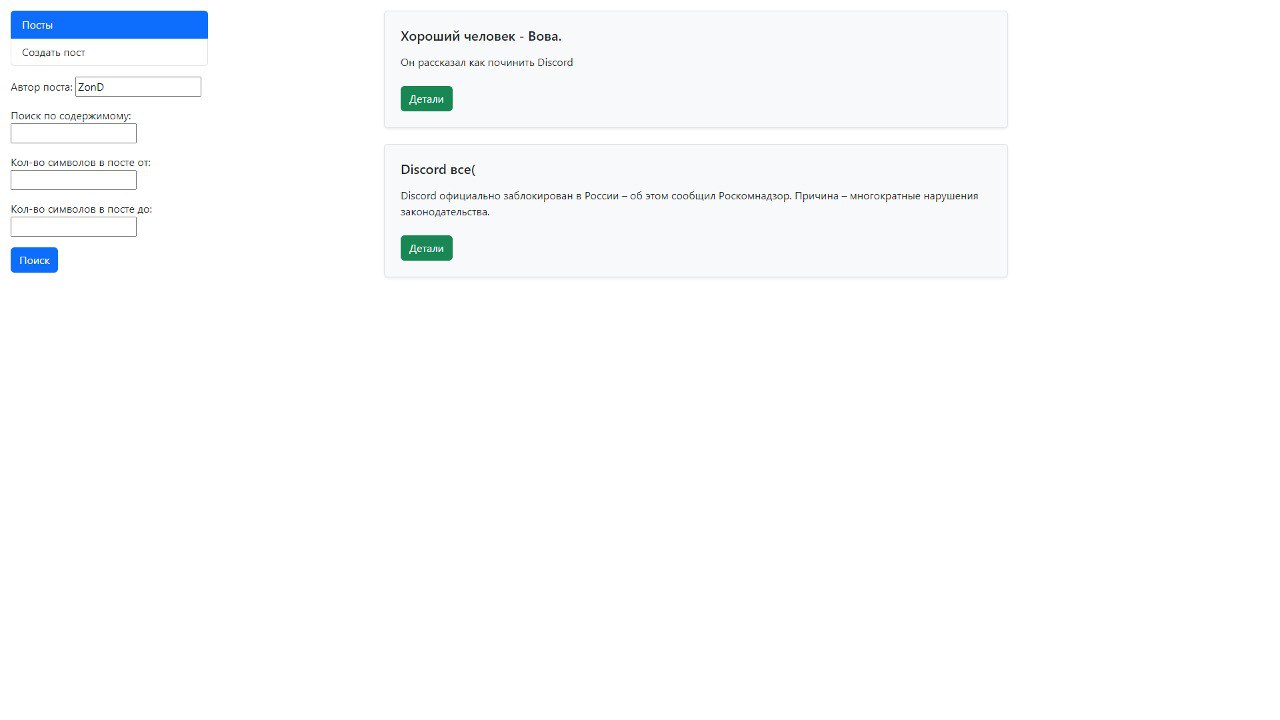 Посты
Создать пост
Автор поста: ZonD
Поиск по содержимому:
Кол-во символов в посте от:
Кол-во символов в посте до:
Поиск
Хороший человек - Вова.
Он рассказал как починить Discord
Детали
Discord все(
Discord официально заблокирован в России – об этом сообщил Роскомнадзор. Причина – многократные нарушения
законодательства.
Детали